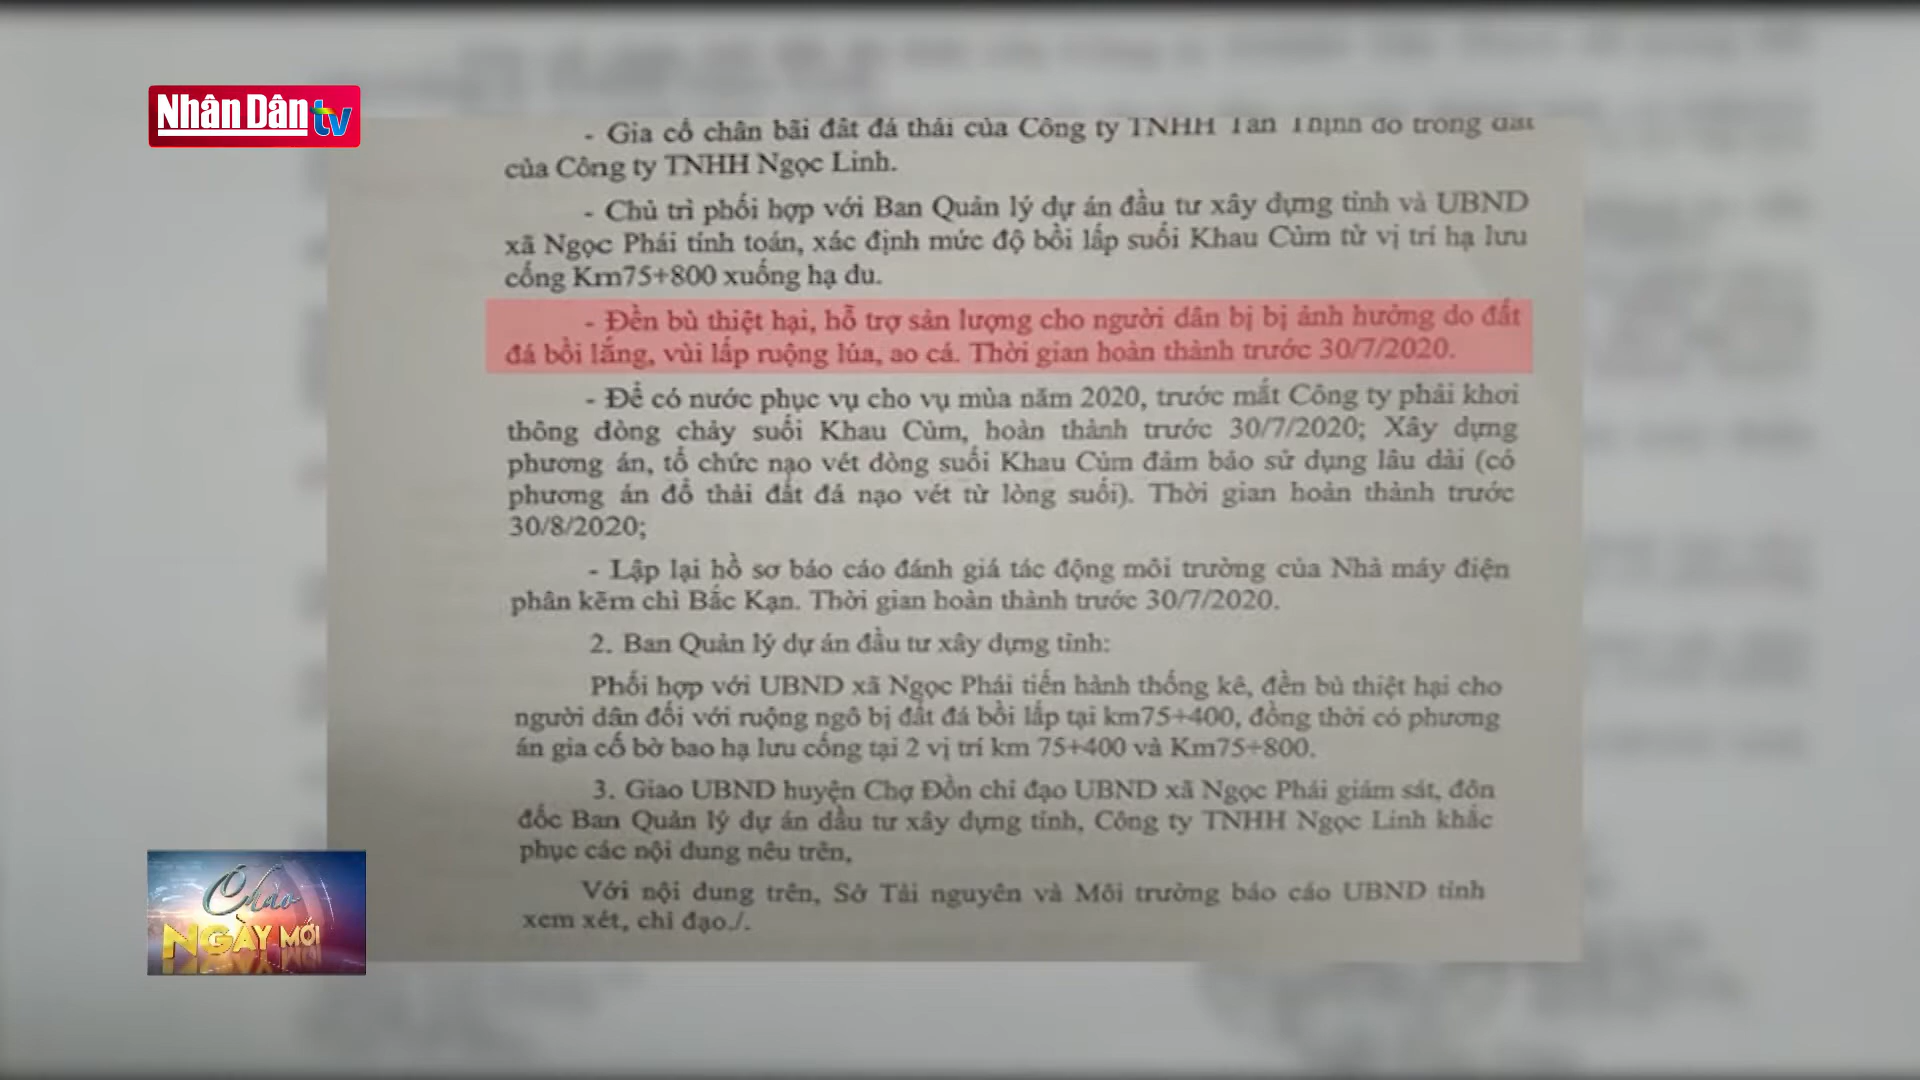 Nhân Dân tv
- Gia cố chân bãi đất đá thải của Công ty TNHH Tân Thịnh đổ trong đất
của Công ty TNHH Ngọc Linh.
- Chủ trì phối hợp với Ban Quản lý dự án đầu tư xây dựng tỉnh và UBND
xã Ngọc Phái tính toán, xác định mức độ bồi lấp suối Khau Củm từ vị trí hạ lưu
cống Km75+800 xuống hạ du.
- Đền bù thiệt hại, hỗ trợ sản lượng cho người dân bị bị ảnh hưởng do đất
đá bồi lắng, vùi lấp ruộng lúa, ao cá. Thời gian hoàn thành trước 30/7/2020.
- Để có nước phục vụ cho vụ mùa năm 2020, trước mắt Công ty phải khơi
thông dòng chảy suối Khau Củm, hoàn thành trước 30/7/2020; Xây dựng
phương án, tổ chức nạo vét dòng suối Khau Củm đảm bảo sử dụng lâu dài (có
phương án đổ thải đất đá nạo vét từ lòng suối). Thời gian hoàn thành trước
30/8/2020;
- Lập lại hồ sơ báo cáo đánh giá tác động môi trường của Nhà máy điện
phân kẽm chì Bắc Kạn. Thời gian hoàn thành trước 30/7/2020.
2. Ban Quản lý dự án đầu tư xây dựng tỉnh:
Phối hợp với UBND xã Ngọc Phái tiến hành thống kê, đền bù thiệt hại cho
người dân đối với ruộng ngô bị đất đá bồi lấp tại km75+400, đồng thời có phương
án gia cố bờ bao hạ lưu cống tại 2 vị trí km 75+400 và Km75+800.
3. Giao UBND huyện Chợ Đồn chỉ đạo UBND xã Ngọc Phái giám sát, đôn
đốc Ban Quản lý dự án đầu tư xây dựng tỉnh, Công ty TNHH Ngọc Linh khắc
phục các nội dung nêu trên,
Với nội dung trên, Sở Tài nguyên và Môi trường báo cáo UBND tỉnh
xem xét, chỉ đạo./.
Chào
NGÀY MỚI